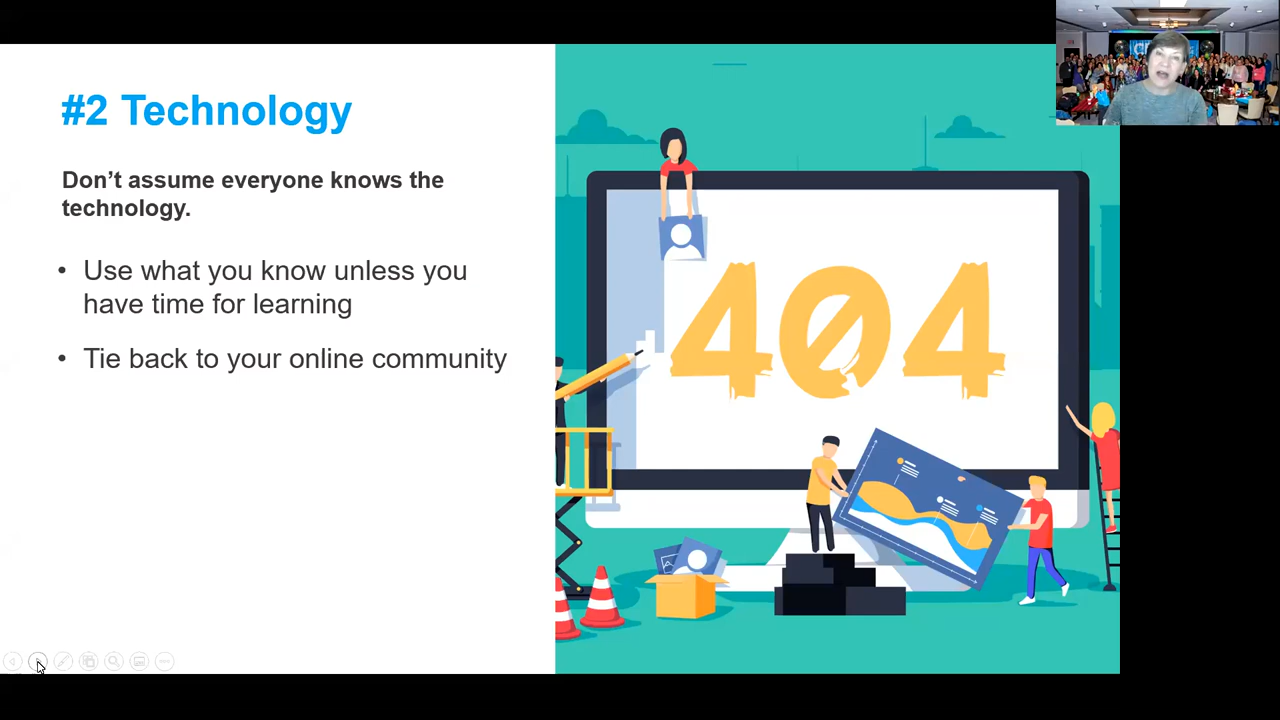 #2 Technology
Don’t assume everyone knows the
technology.
• Use what you know unless you
have time for learning
• Tie back to your online community
404